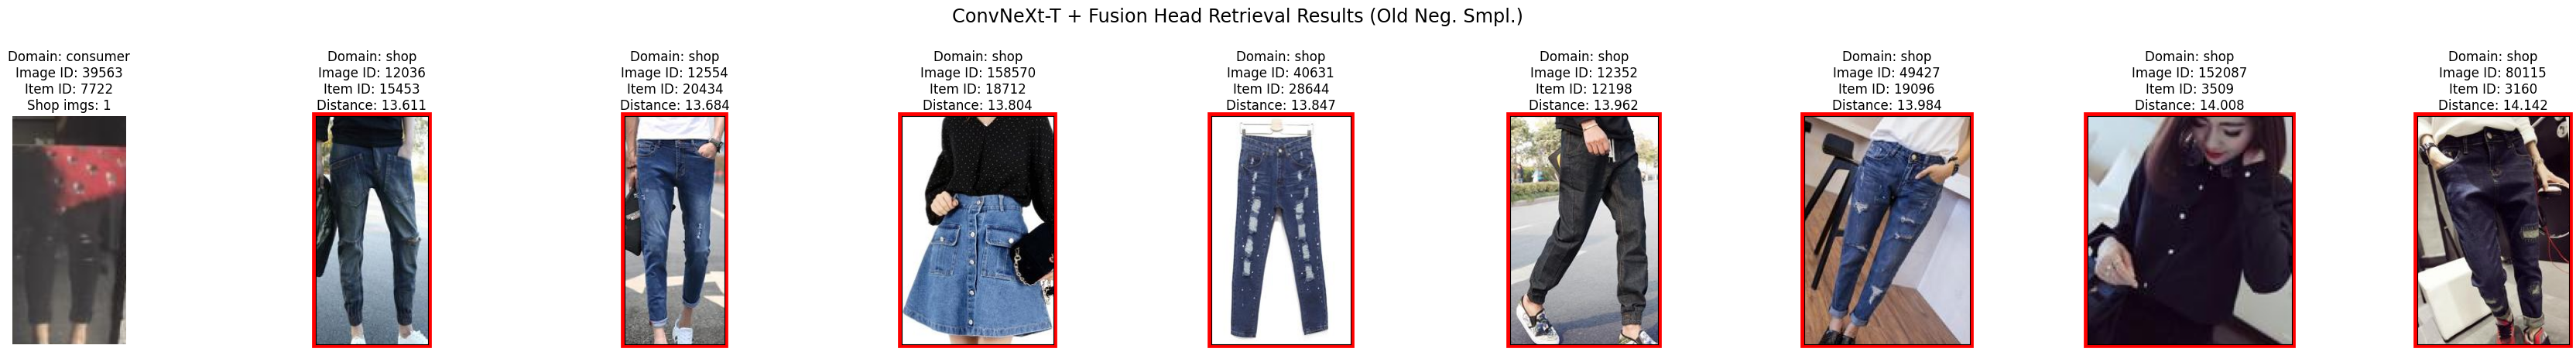 ConvNeXt-T + Fusion Head Retrieval Results (Old Neg. Smpl.)
Domain: consumer
Image ID: 39563
Item ID: 7722
Shop imgs: 1
Domain: shop
Image ID: 12036
Item ID: 15453
Distance: 13.611
Domain: shop
Image ID: 12554
Item ID: 20434
Distance: 13.684
Domain: shop
Image ID: 158570
Item ID: 18712
Distance: 13.804
Domain: shop
Image ID: 40631
Item ID: 28644
Distance: 13.847
Domain: shop
Image ID: 12352
Item ID: 12198
Distance: 13.962
Domain: shop
Image ID: 49427
Item ID: 19096
Distance: 13.984
Domain: shop
Image ID: 152087
Item ID: 3509
Distance: 14.008
Domain: shop
Image ID: 80115
Item ID: 3160
Distance: 14.142